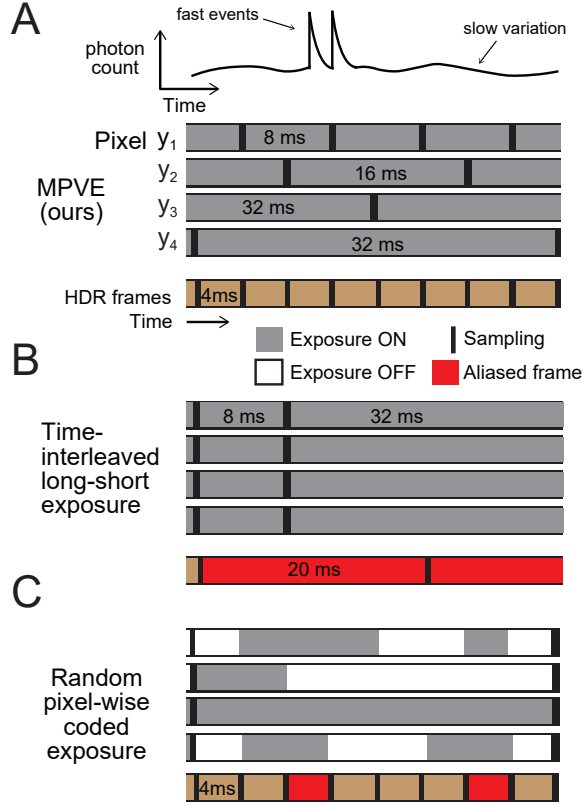 A
fast events
slow variation
photon
count
Time
Pixel y1
8 ms
MPVE
(ours)
y2
16 ms
y3
32 ms
y4
32 ms
HDR frames
4ms
Time
Exposure ON
Sampling
Exposure OFF
Aliased frame
B
8 ms
32 ms
Time-
interleaved
long-short
exposure
20 ms
C
Random
pixel-wise
coded
exposure
4ms